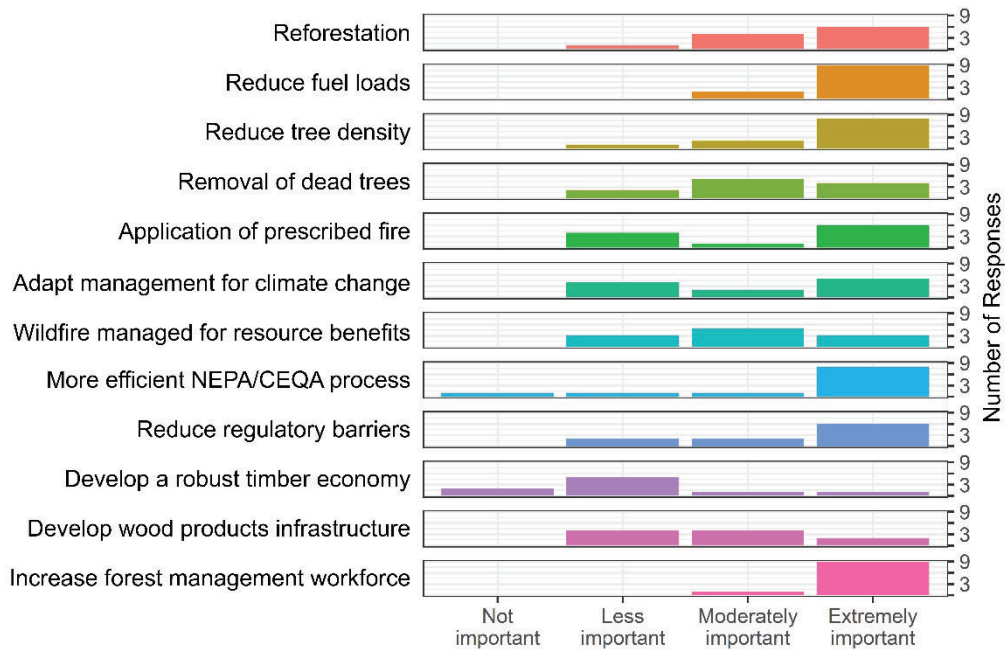 Reforestation
9
3
Reduce fuel loads
9
3
Reduce tree density
9
3
Removal of dead trees
9
3
Application of prescribed fire
9
3
Adapt management for climate change
9
3
Wildfire managed for resource benefits
9
3
More efficient NEPA/CEQA process
9
3
Reduce regulatory barriers
9
3
Develop a robust timber economy
9
3
Develop wood products infrastructure
9
3
Increase forest management workforce
9
3
Number of Responses
Not
important
Less
important
Moderately
important
Extremely
important